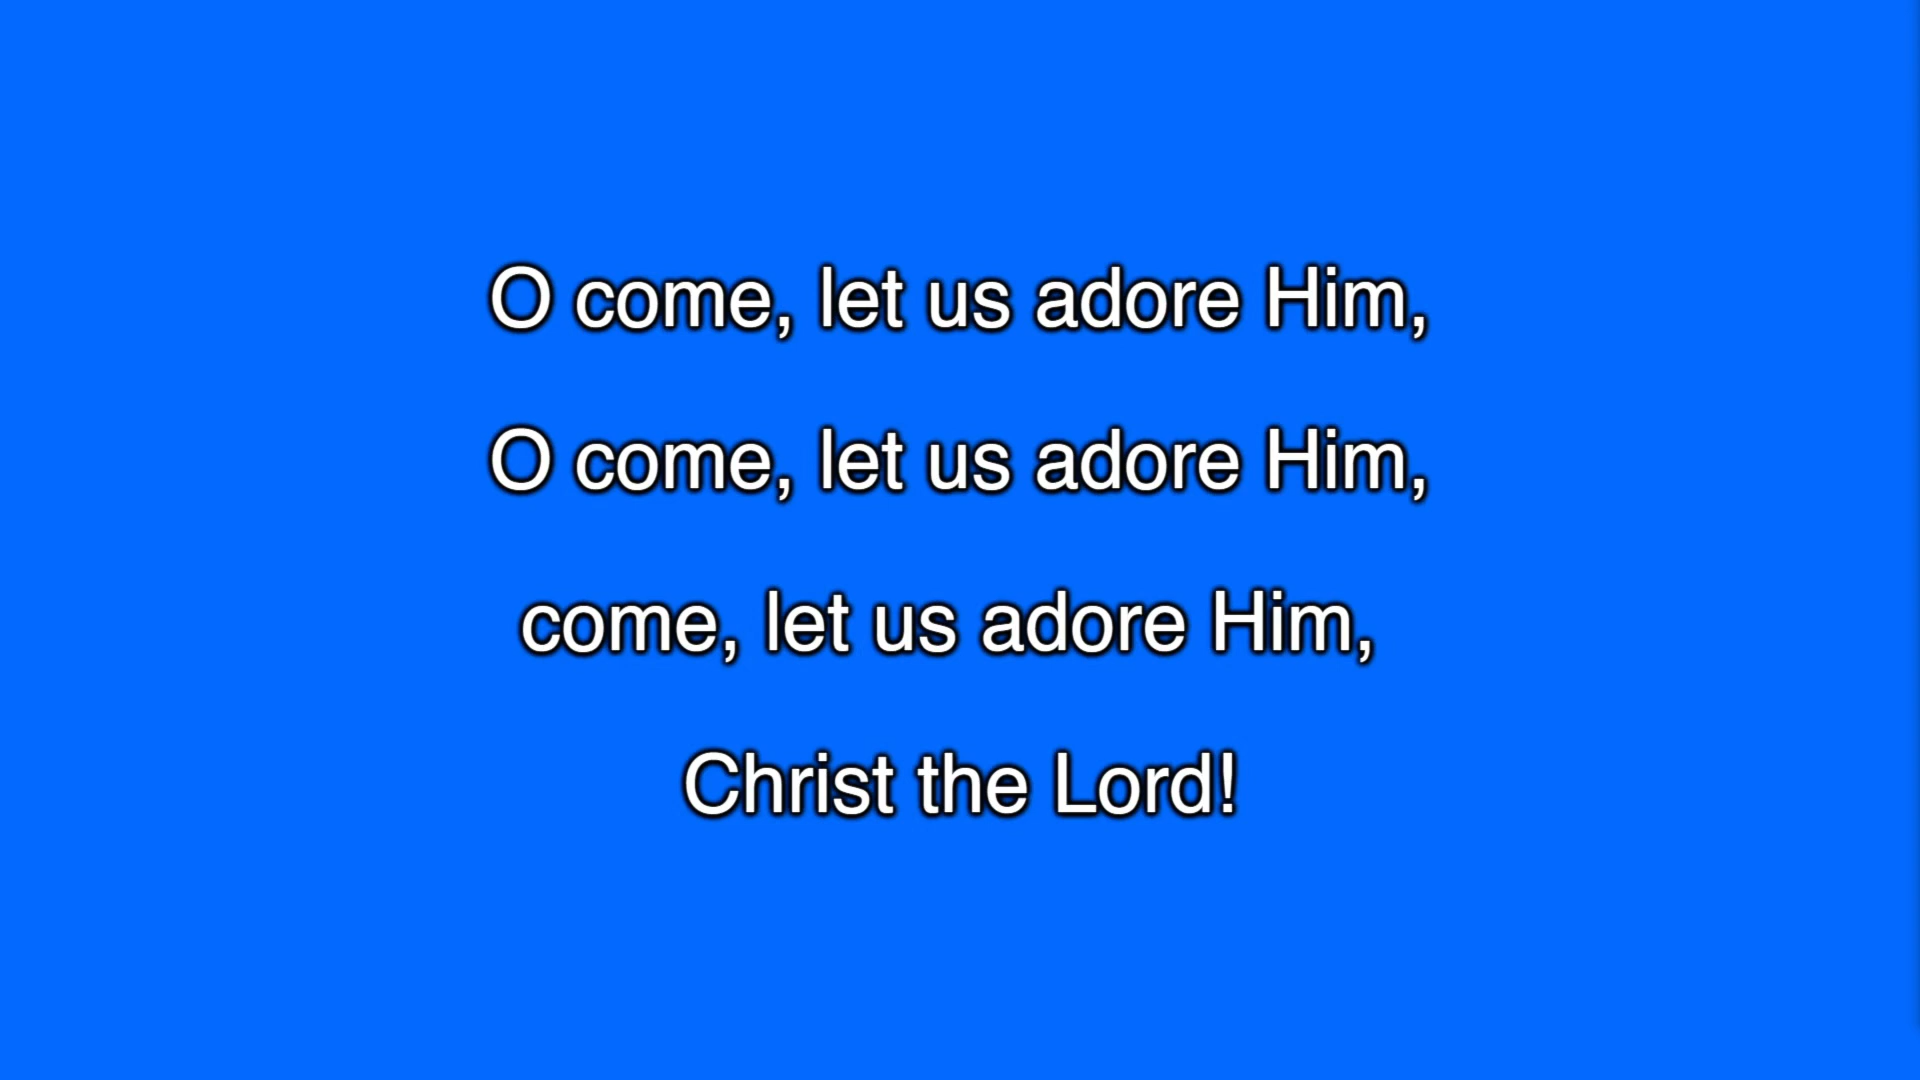 O come, let us adore Him,
O come, let us adore Him,
come, let us adore Him,
Christ the Lord!